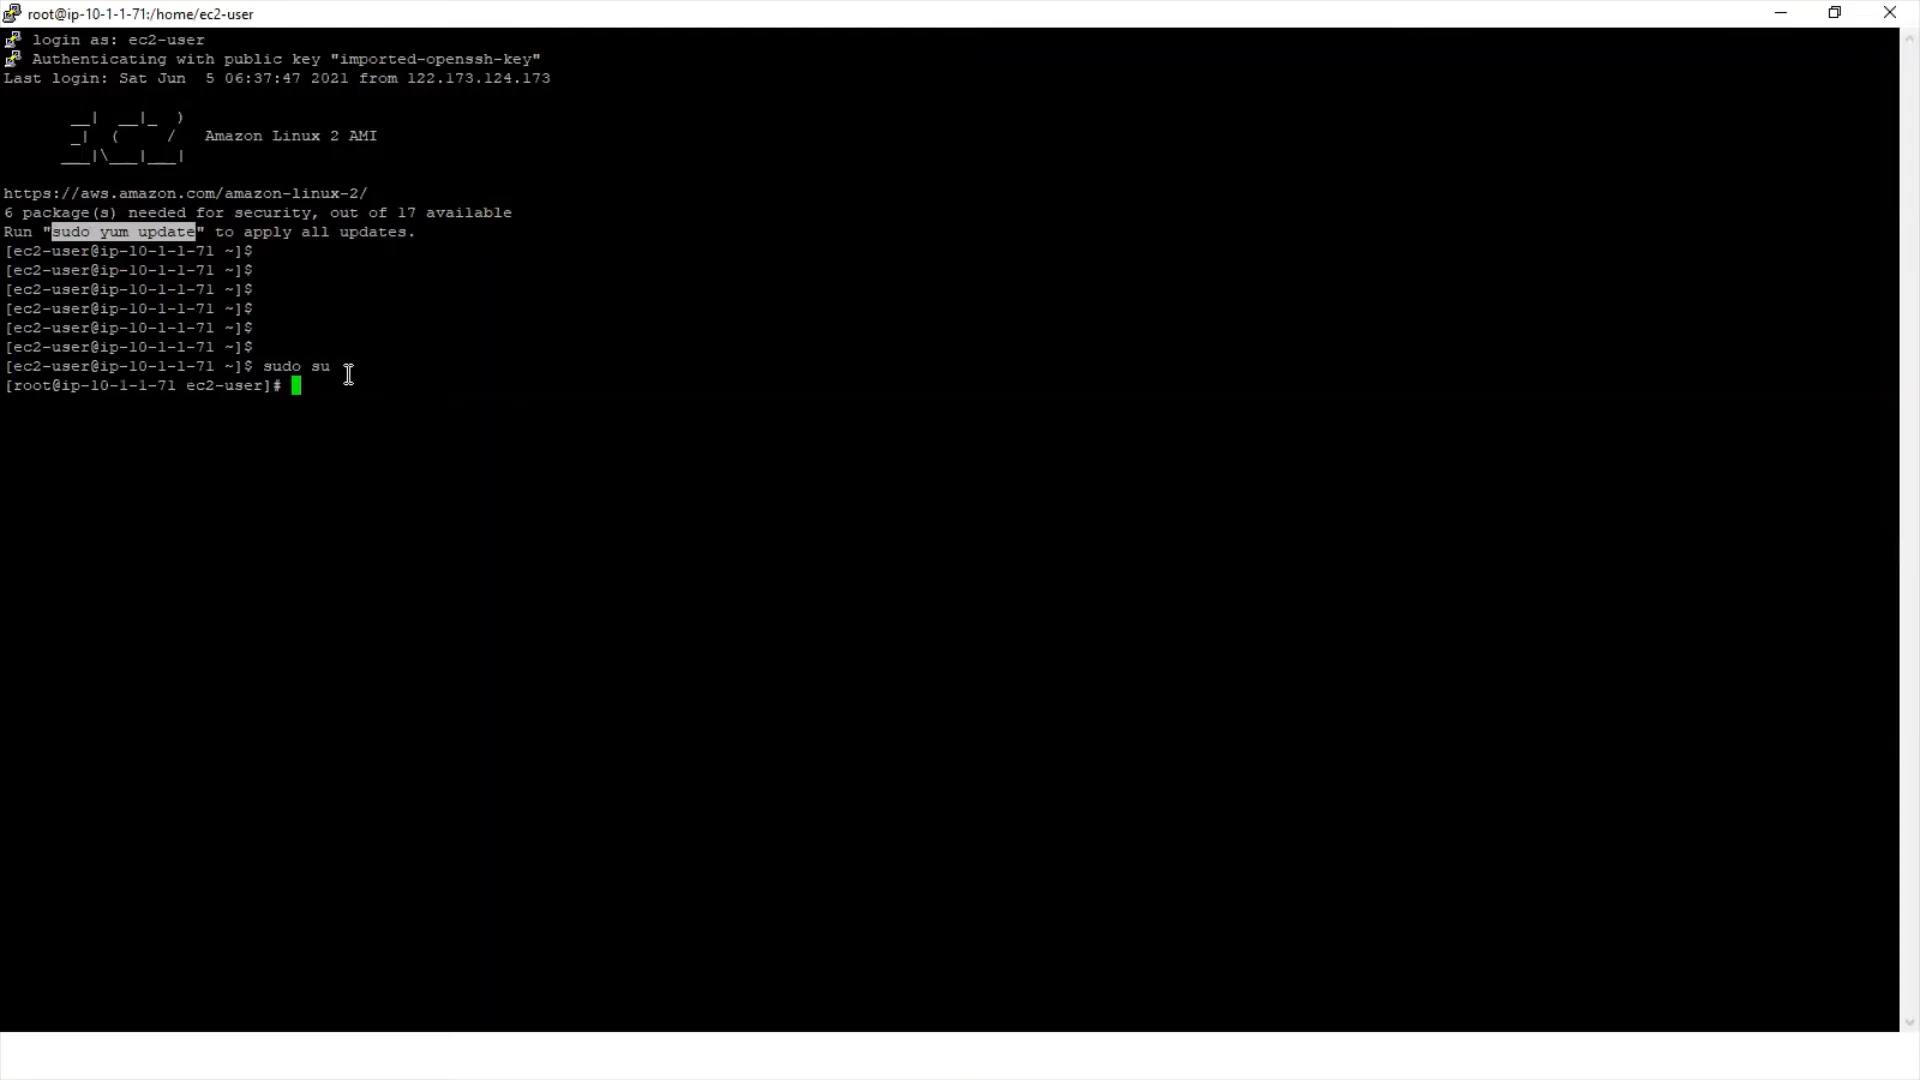 root@ip-10-1-1-71:/home/ec2-user
login as: ec2-user
Authenticating with public key "imported-openssh-key"
Last login: Sat Jun  5 06:37:47 2021 from 122.173.124.173
       __|  __|_  )
       _|  (     /   Amazon Linux 2 AMI
      ___|\___|___|
https://aws.amazon.com/amazon-linux-2/
6 package(s) needed for security, out of 17 available
Run "sudo yum update" to apply all updates.
[ec2-user@ip-10-1-1-71 ~]$
[ec2-user@ip-10-1-1-71 ~]$
[ec2-user@ip-10-1-1-71 ~]$
[ec2-user@ip-10-1-1-71 ~]$
[ec2-user@ip-10-1-1-71 ~]$
[ec2-user@ip-10-1-1-71 ~]$
[ec2-user@ip-10-1-1-71 ~]$ sudo su
[root@ip-10-1-1-71 ec2-user]#